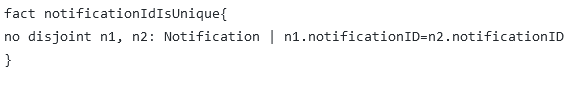 fact notificationIdIsUnique{
no disjoint n1, n2: Notification | n1.notificationID=n2.notificationID
}